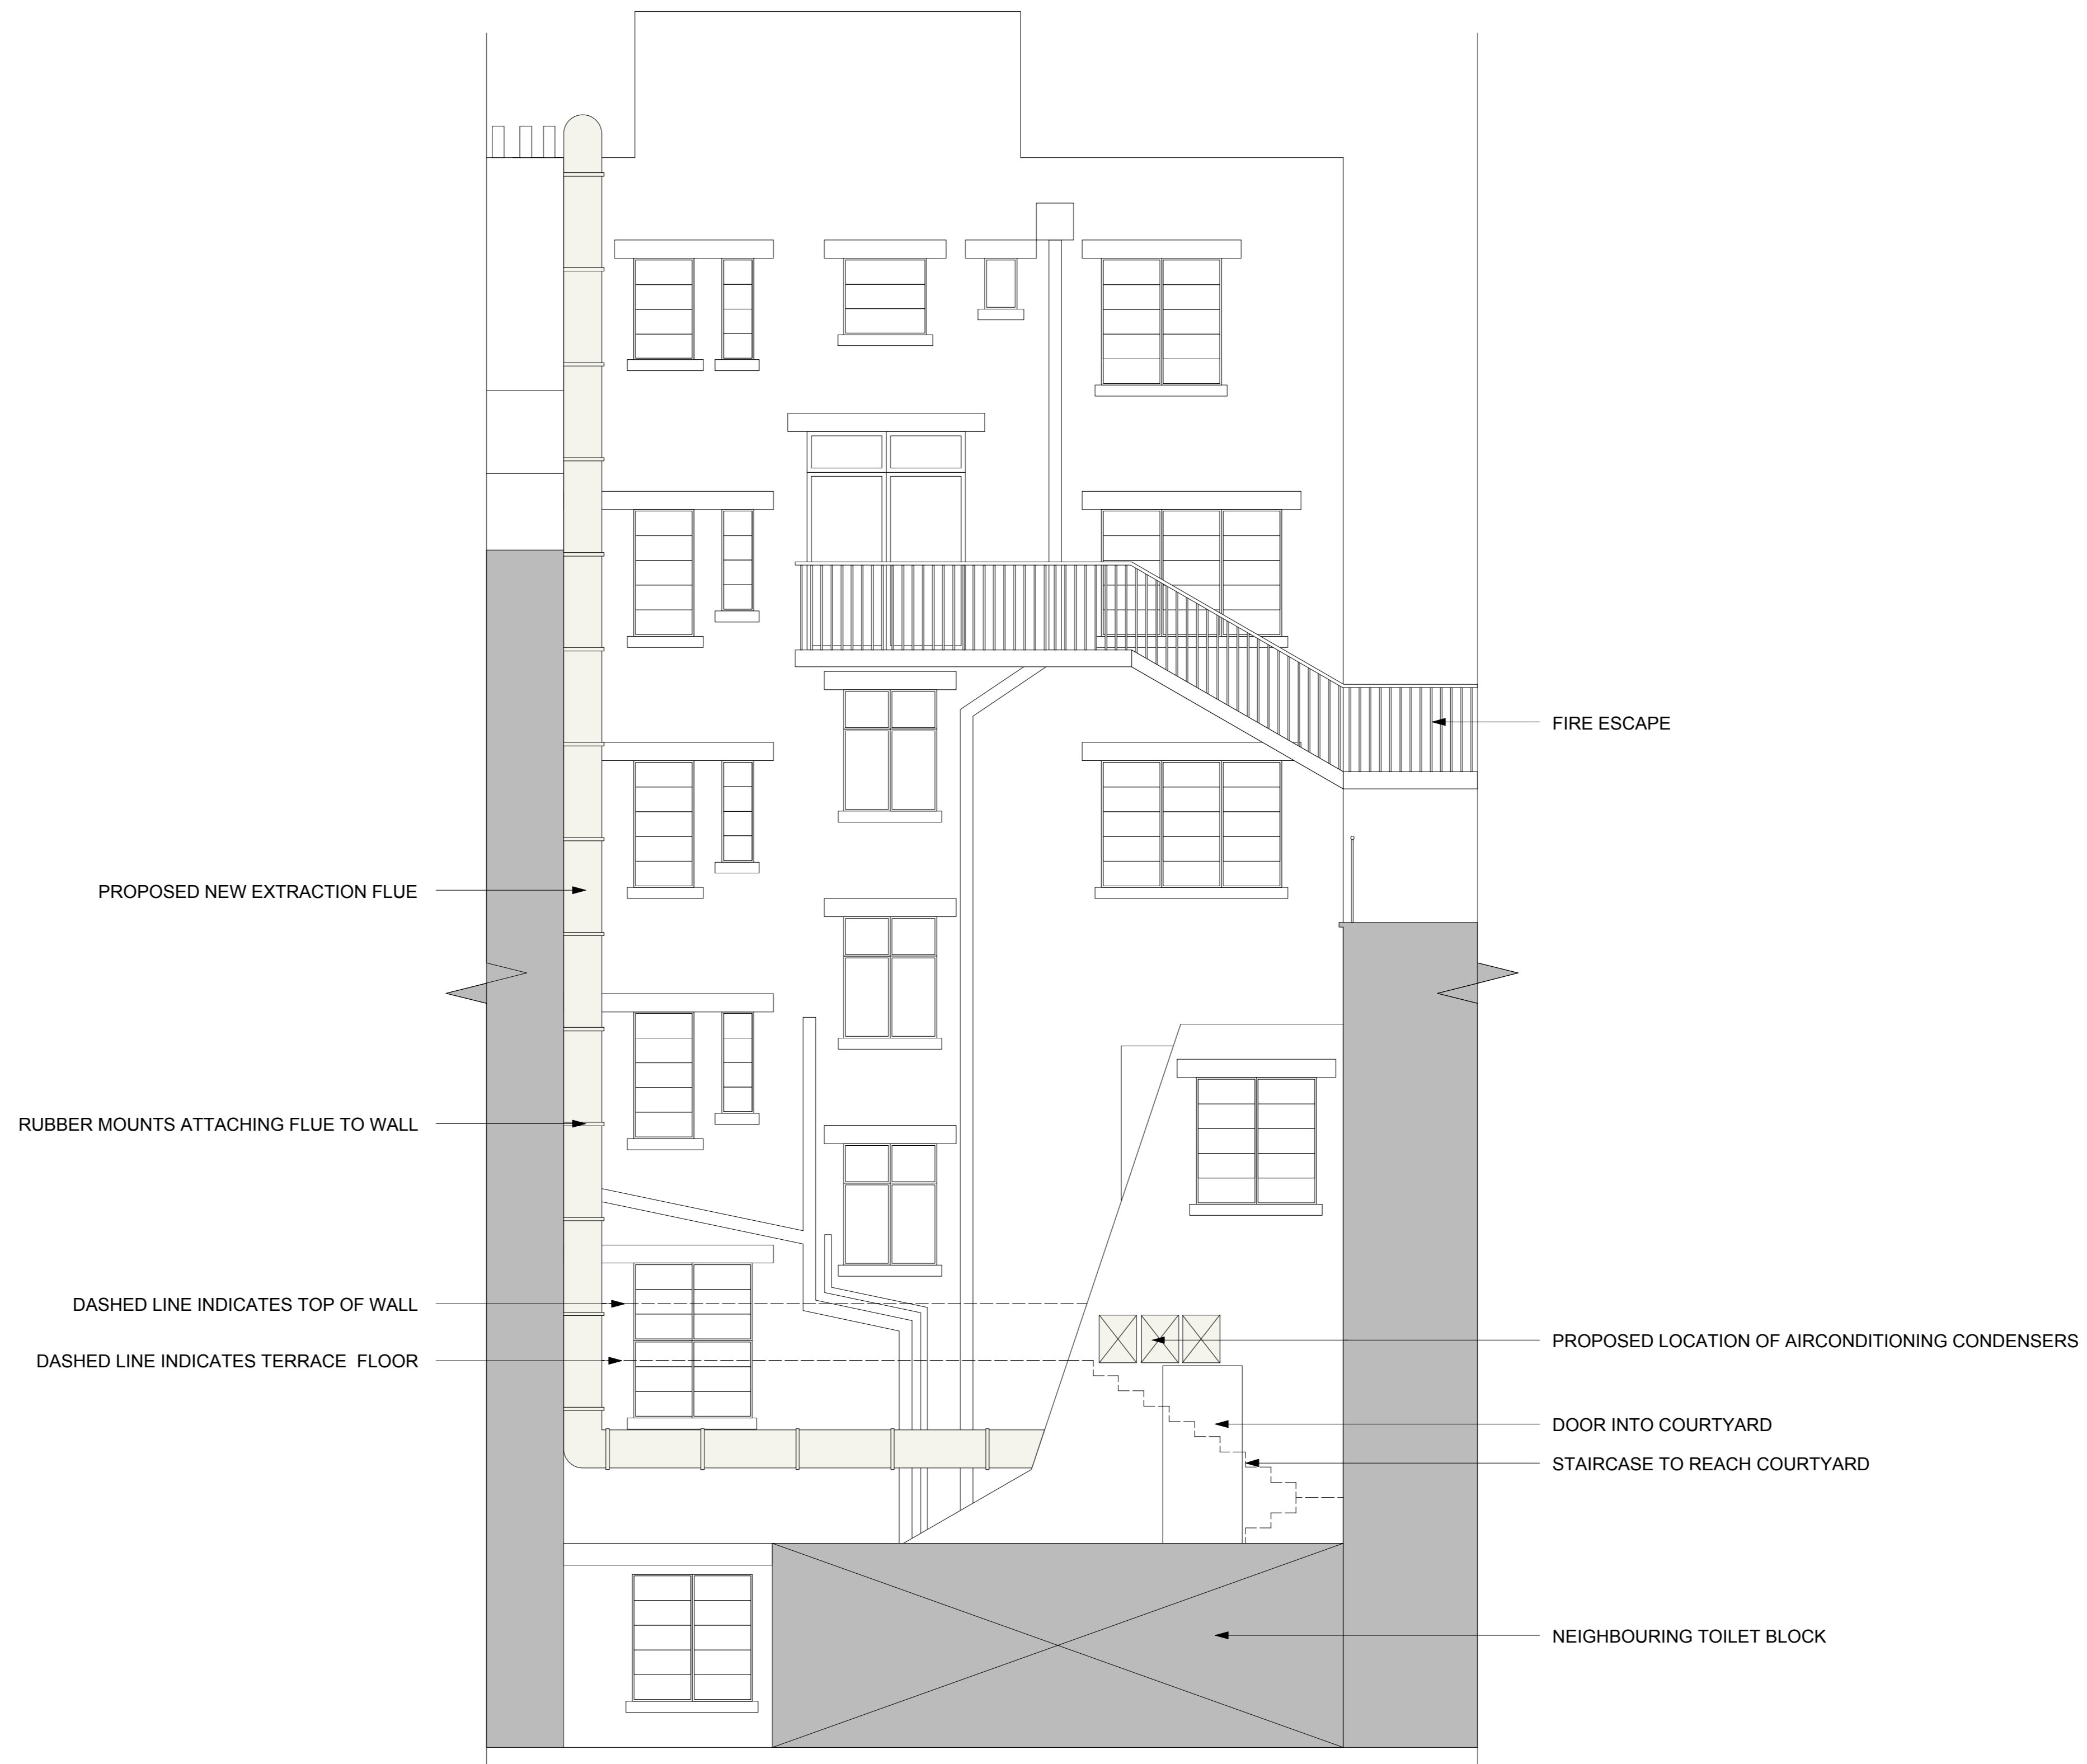 FIRE ESCAPE
PROPOSED NEW EXTRACTION FLUE
RUBBER MOUNTS ATTACHING FLUE TO WALL
DASHED LINE INDICATES TOP OF WALL
PROPOSED LOCATION OF AIRCONDITIONING CONDENSERS
DASHED LINE INDICATES TERRACE FLOOR
DOOR INTO COURTYARD
STAIRCASE TO REACH COURTYARD
NEIGHBOURING TOILET BLOCK